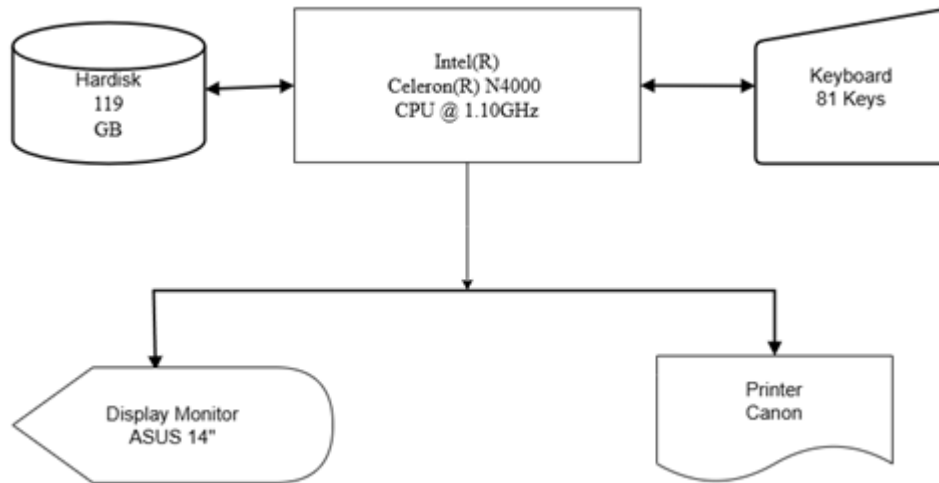 Hardisk
119
GB
Intel(R)
Celeron(R) N4000
CPU @ 1.10GHz
Keyboard
81 Keys
Display Monitor
ASUS 14"
Printer
Canon